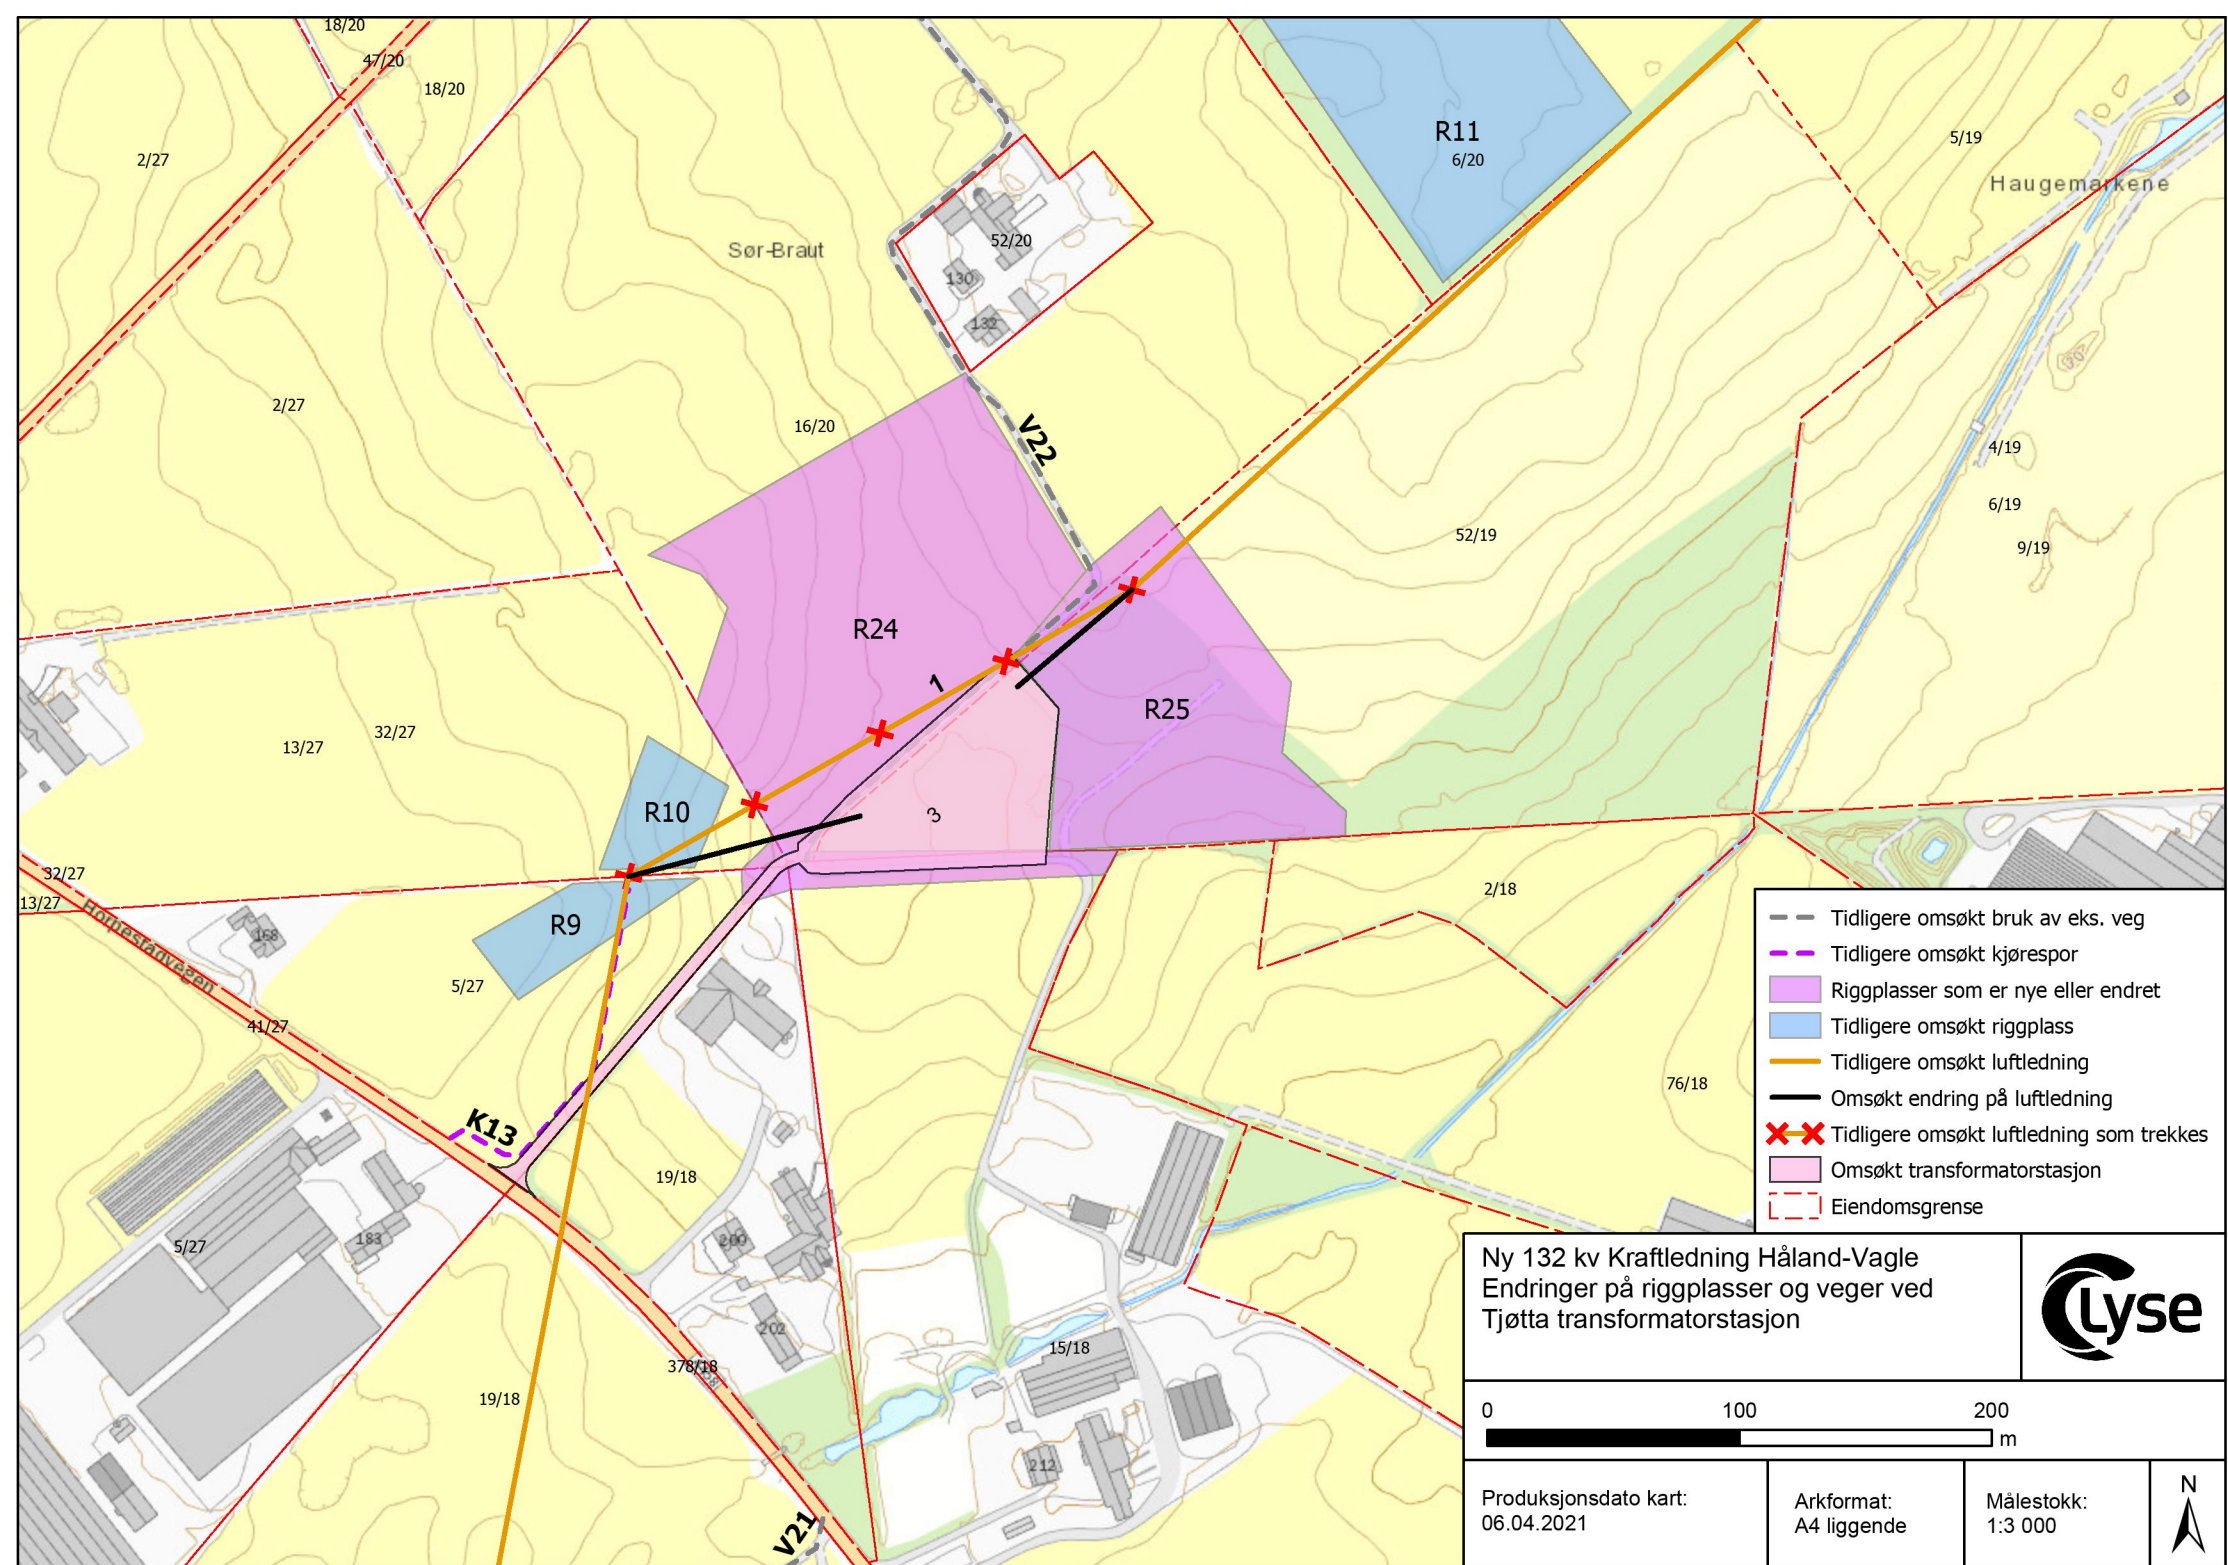 18/20
47/20
18/20
2/27
R11
6/20
5/19
Haugemarkene
Sør-Braut
52/20
130
132
20
2/27
16/20
V22
4/19
6/19
9/19
52/19
R24
1
R25
32/27
13/27
R10
3
32/27
13/27
Horpestadvegen
168
R9
2/18
5/27
41/27
76/18
K13
19/18
5/27
183
200
202
15/18
378/18
19/18
212
V21
Tidligere omsøkt bruk av eks. veg
Tidligere omsøkt kjørespor
Riggplasser som er nye eller endret
Tidligere omsøkt riggplass
Tidligere omsøkt luftledning
Omsøkt endring på luftledning
Tidligere omsøkt luftledning som trekkes
Omsøkt transformatorstasjon
Eiendomsgrense
Ny 132 kv Kraftledning Håland-Vagle
Endringer på riggplasser og veger ved
Tjøtta transformatorstasjon
Lyse
0 100 200
m
Produksjonsdato kart:
06.04.2021
Arkformat:
A4 liggende
Målestokk:
1:3 000
N